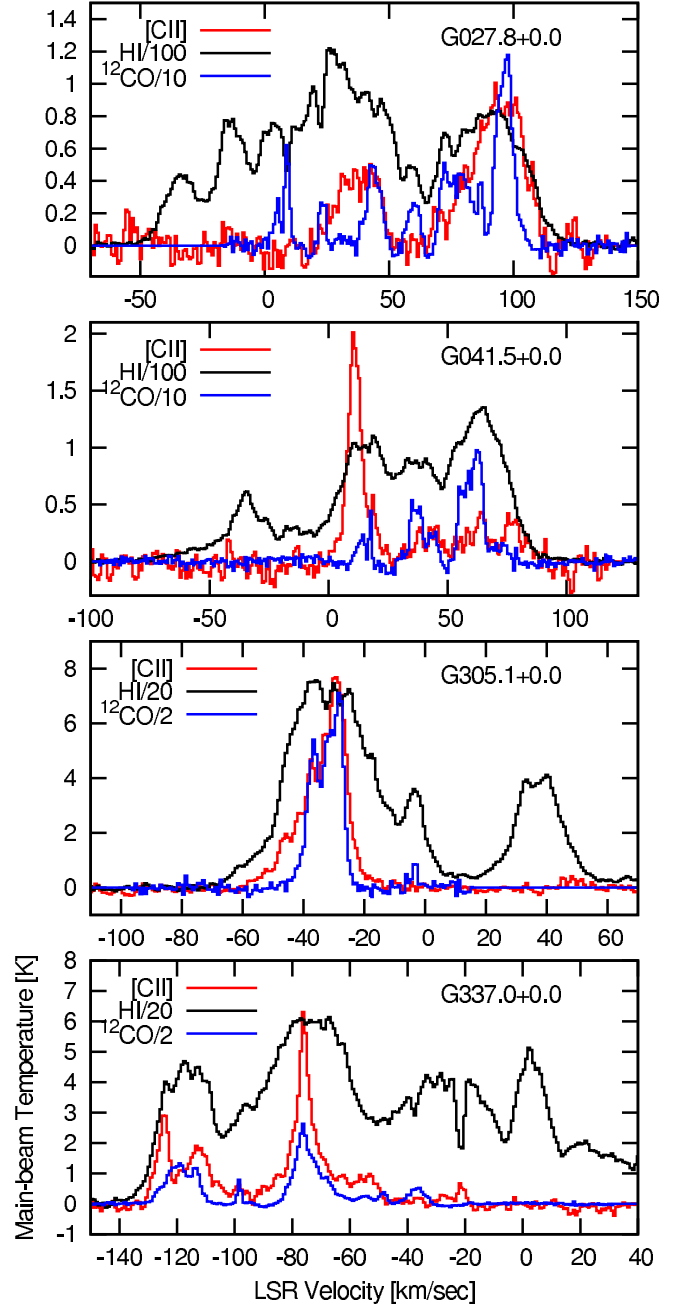 [CII]
HI/100
¹²CO/10
G027.8+0.0
1.4
1.2
1
0.8
0.6
0.4
0.2
0
-50 0 50 100 150
[CII]
HI/100
¹²CO/10
G041.5+0.0
2
1.5
1
0.5
0
-100 -50 0 50 100
[CII]
HI/20
¹²CO/2
G305.1+0.0
8
6
4
2
0
-100 -80 -60 -40 -20 0 20 40 60
[CII]
HI/20
¹²CO/2
G337.0+0.0
8
7
6
5
4
3
2
1
0
-1
-140 -120 -100 -80 -60 -40 -20 0 20 40
Main-beam Temperature [K]
LSR Velocity [km/sec]